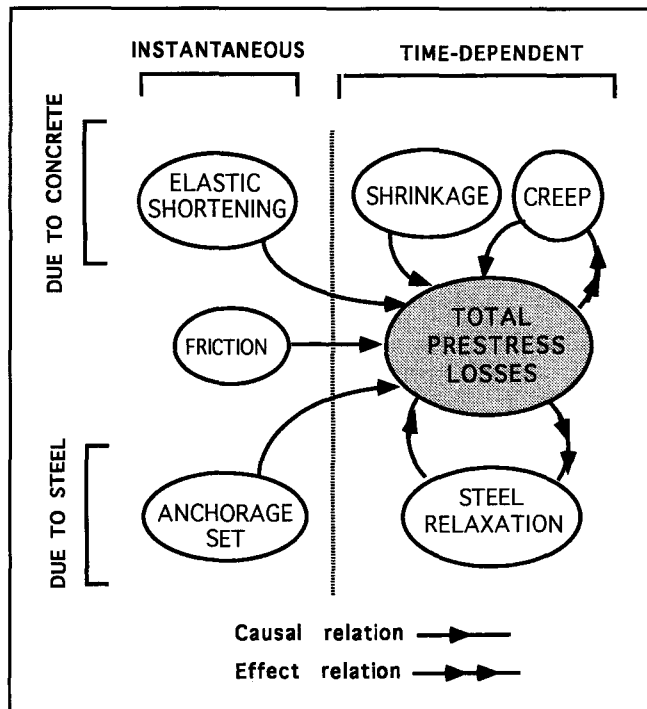 INSTANTANEOUS
TIME-DEPENDENT
DUE TO CONCRETE
ELASTIC
SHORTENING
SHRINKAGE
CREEP
FRICTION
TOTAL
PRESTRESS
LOSSES
DUE TO STEEL
ANCHORAGE
SET
STEEL
RELAXATION
Causal relation
Effect relation